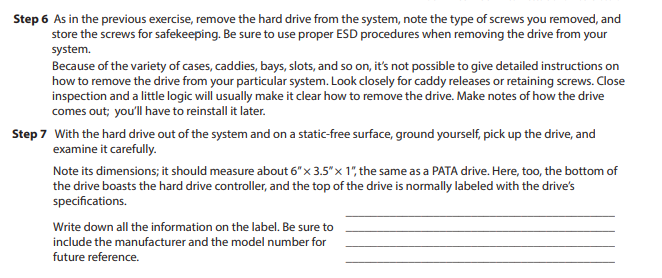 Step 6 As in the previous exercise, remove the hard drive from the system, note the type of screws you removed, and
store the screws for safekeeping. Be sure to use proper ESD procedures when removing the drive from your
system.
Because of the variety of cases, caddies, bays, slots, and so on, it's not possible to give detailed instructions on
how to remove the drive from your particular system. Look closely for caddy releases or retaining screws. Close
inspection and a little logic will usually make it clear how to remove the drive. Make notes of how the drive
comes out; you'll have to reinstall it later.
Step 7 With the hard drive out of the system and on a static-free surface, ground yourself, pick up the drive, and
examine it carefully.
Note its dimensions; it should measure about 6" × 3.5" × 1", the same as a PATA drive. Here, too, the bottom of
the drive boasts the hard drive controller, and the top of the drive is normally labeled with the drive's
specifications.
Write down all the information on the label. Be sure to
include the manufacturer and the model number for
future reference.